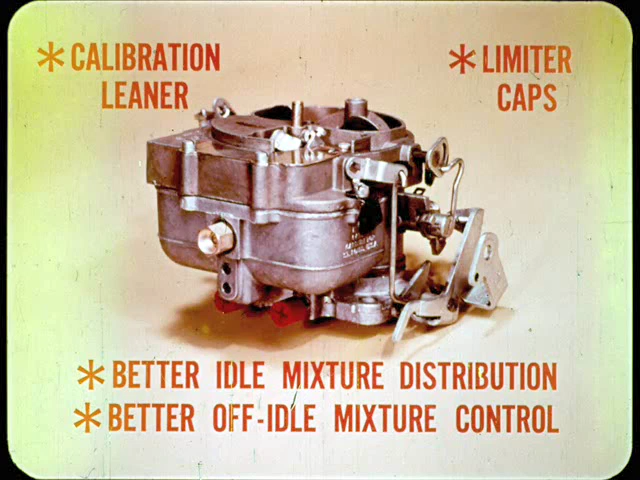 * CALIBRATION
LEANER
* LIMITER
CAPS
* BETTER IDLE MIXTURE DISTRIBUTION
* BETTER OFF-IDLE MIXTURE CONTROL